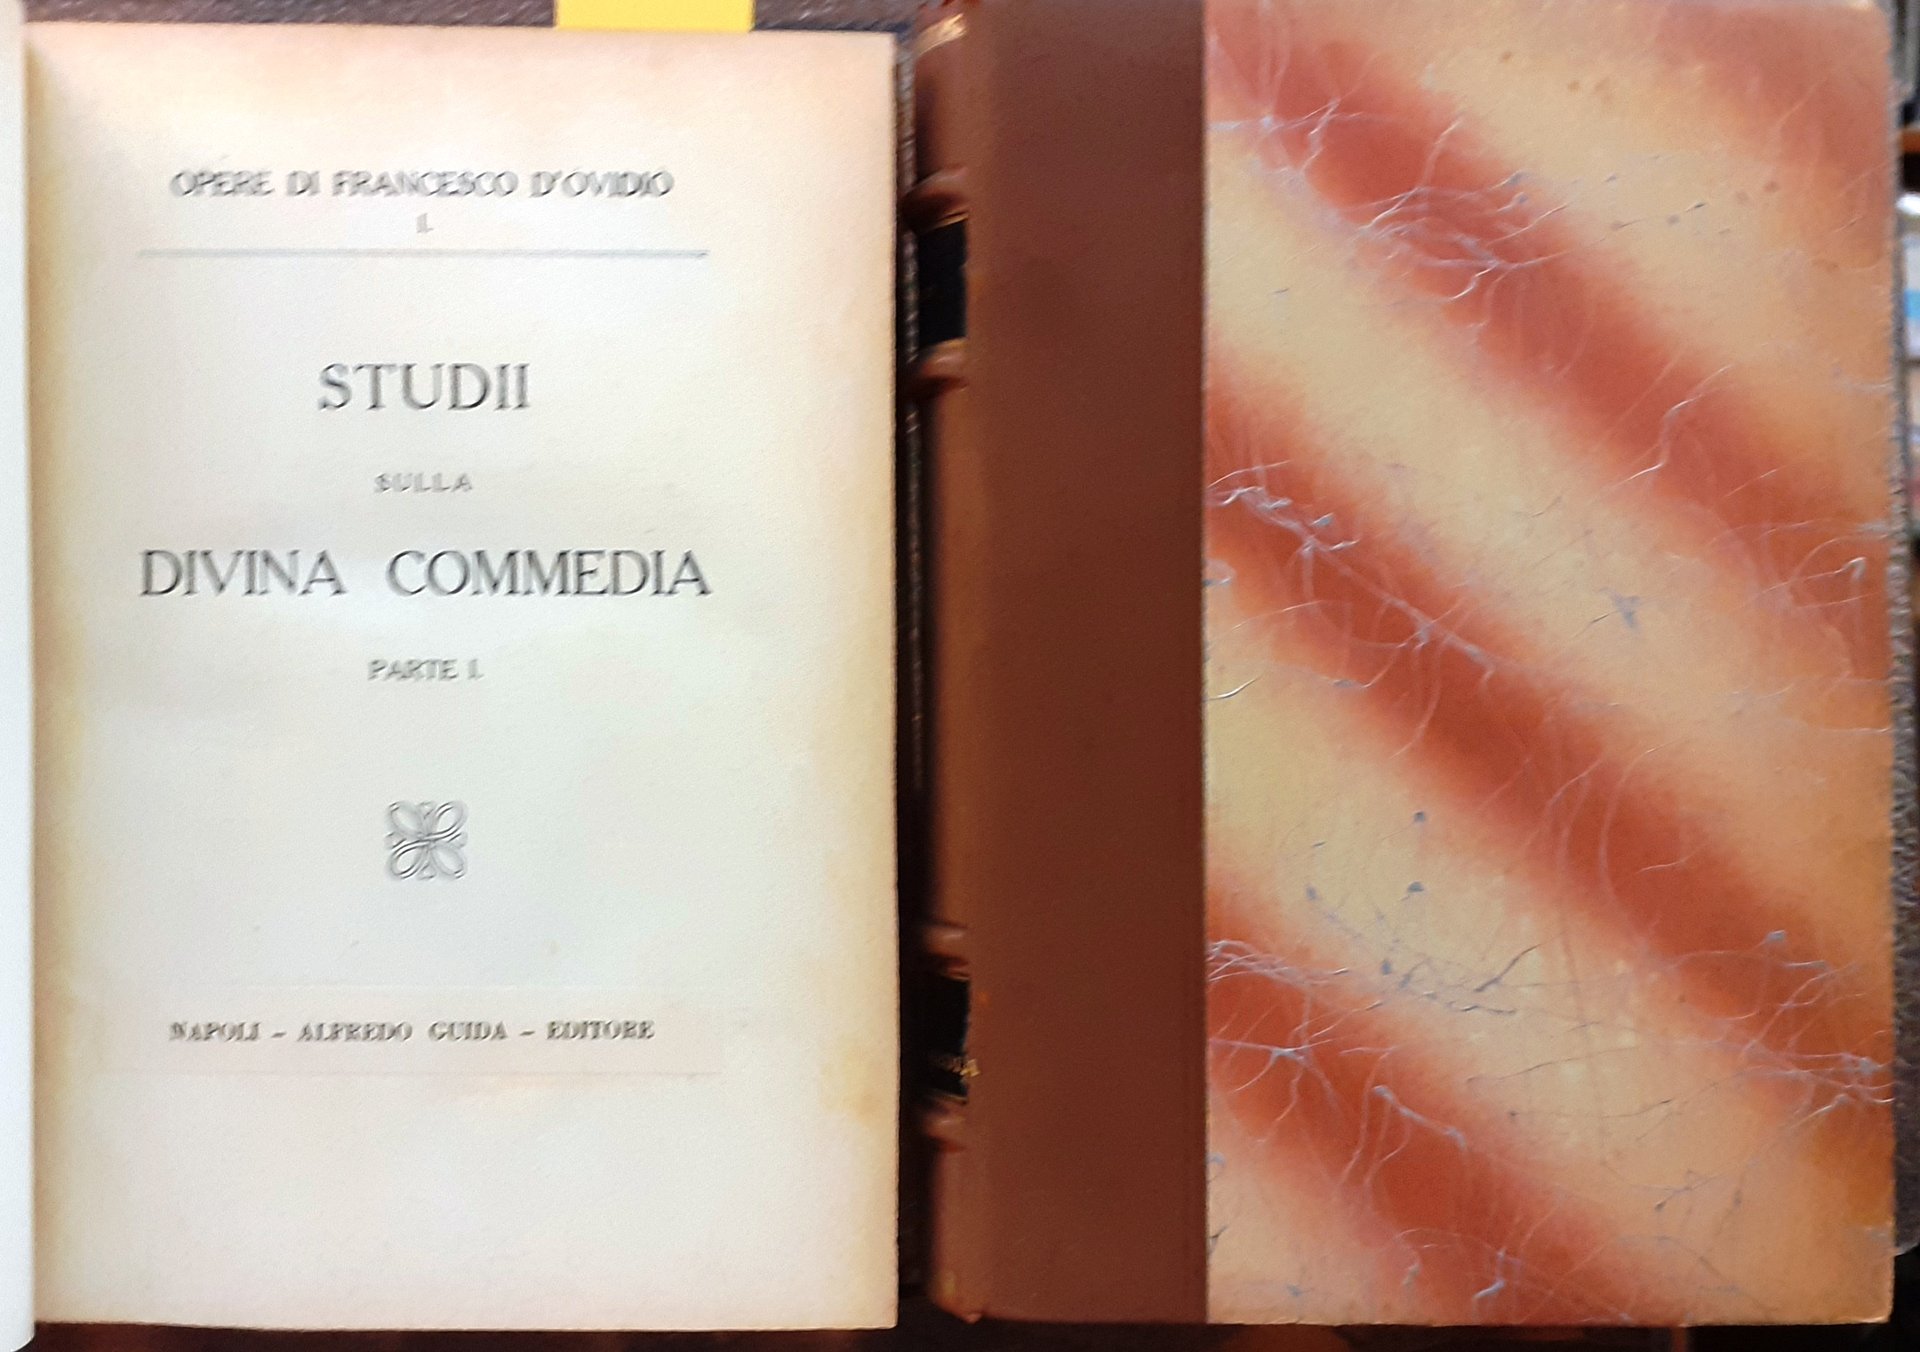 OPERE DI FRANCESCO D'OVIDIO
I.
STUDII
SULLA
DIVINA COMMEDIA
PARTE I.
NAPOLI - ALFREDO GUIDA - EDITORE